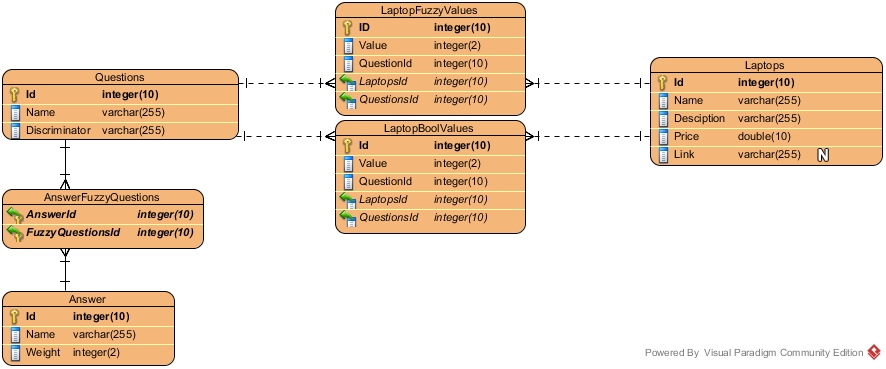 LaptopFuzzyValues
ID integer(10)
Value integer(2)
QuestionId integer(10)
LaptopsId integer(10)
QuestionsId integer(10)
Questions
Id integer(10)
Name varchar(255)
Discriminator varchar(255)
Laptops
Id integer(10)
Name varchar(255)
Desciption varchar(255)
Price double(10)
Link varchar(255) N
LaptopBoolValues
Id integer(10)
Value integer(2)
QuestionId integer(10)
LaptopsId integer(10)
QuestionsId integer(10)
AnswerFuzzyQuestions
AnswerId integer(10)
FuzzyQuestionsId integer(10)
Answer
Id integer(10)
Name varchar(255)
Weight integer(2)
Powered By Visual Paradigm Community Edition